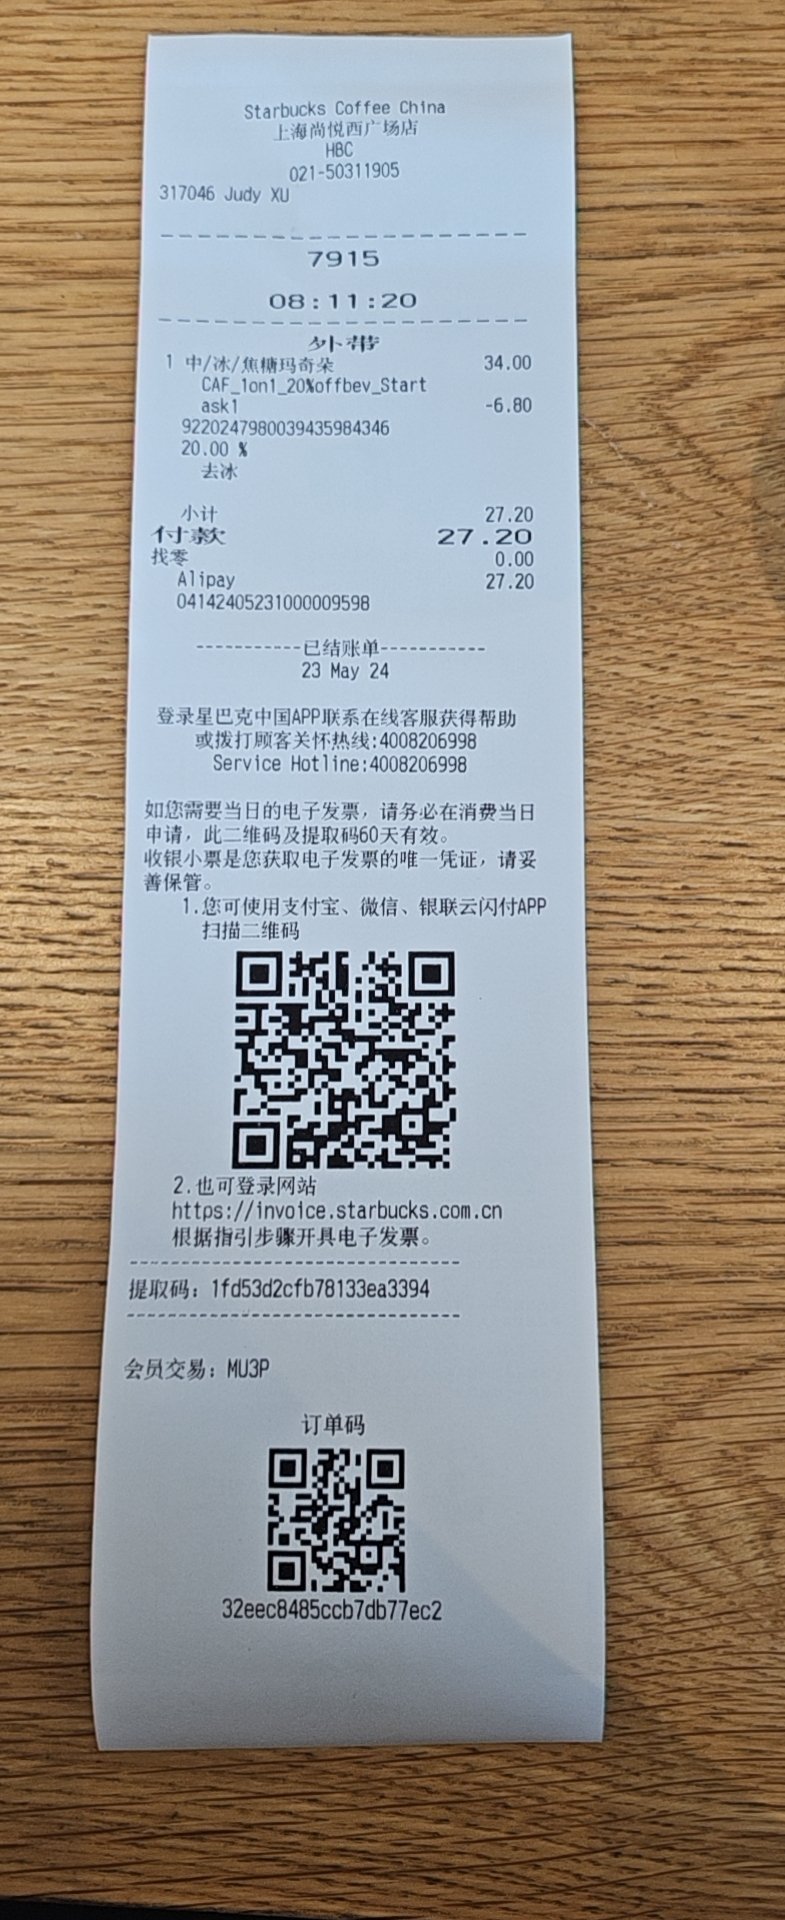 Starbucks Coffee China
上海尚悦西广场店
HBC
021-50311905
317046 Judy XU
7915
08:11:20
外带
1 中/冰/焦糖玛奇朵 34.00
CAF_1on1_20%offbev_Start
ask1 -6.80
9220247980039435984346
20.00 %
去冰
小计 27.20
付款 27.20
找零 0.00
Alipay 27.20
04142405231000009598
-----------已结账单-----------
23 May 24
登录星巴克中国APP联系在线客服获得帮助
或拨打顾客关怀热线:4008206998
Service Hotline:4008206998
如您需要当日的电子发票，请务必在消费当日
申请，此二维码及提取码60天有效。
收银小票是您获取电子发票的唯一凭证，请妥
善保管。
1.您可使用支付宝、微信、银联云闪付APP
扫描二维码
2.也可登录网站
https://invoice.starbucks.com.cn
根据指引步骤开具电子发票。
提取码：1fd53d2cfb78133ea3394
会员交易：MU3P
订单码
32eec8485ccb7db77ec2